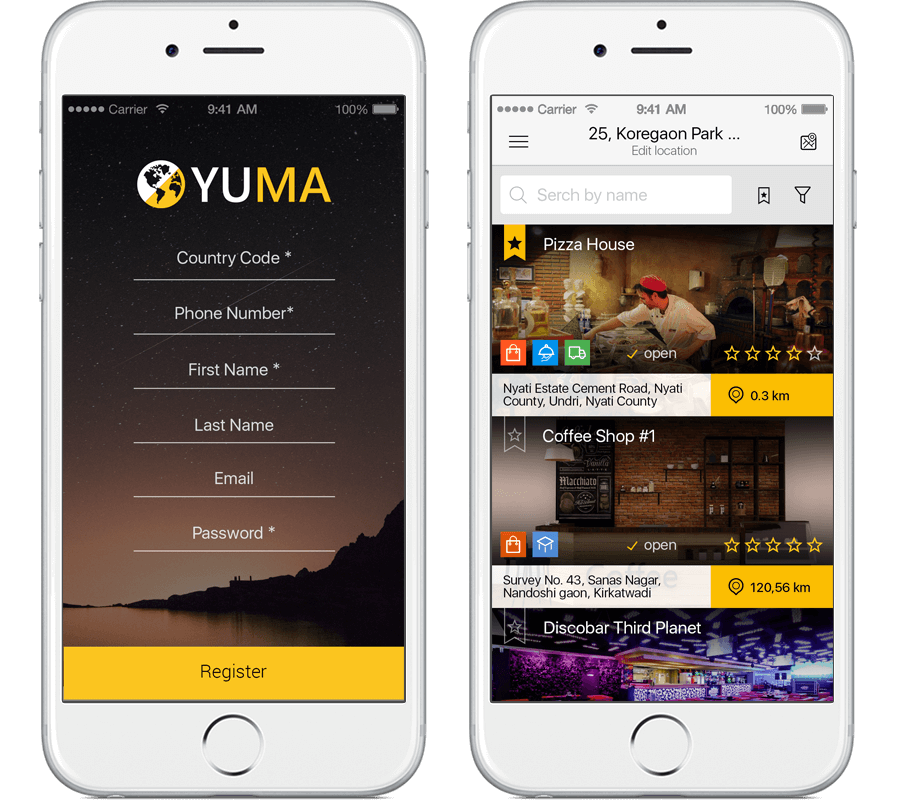 Carrier 9:41 AM 100%
YUMA
Country Code *
Phone Number*
First Name *
Last Name
Email
Password *
Register
Carrier 9:41 AM 100%
25, Koregaon Park ...
Edit location
Serch by name
Pizza House
open
Nyati Estate Cement Road, Nyati
County, Undri, Nyati County
0.3 km
Coffee Shop #1
Vanilla
Macchiato
open
Coffee
Survey No. 43, Sanas Nagar,
Nandoshi gaon, Kirkatwadi
120,56 km
Discobar Third Planet